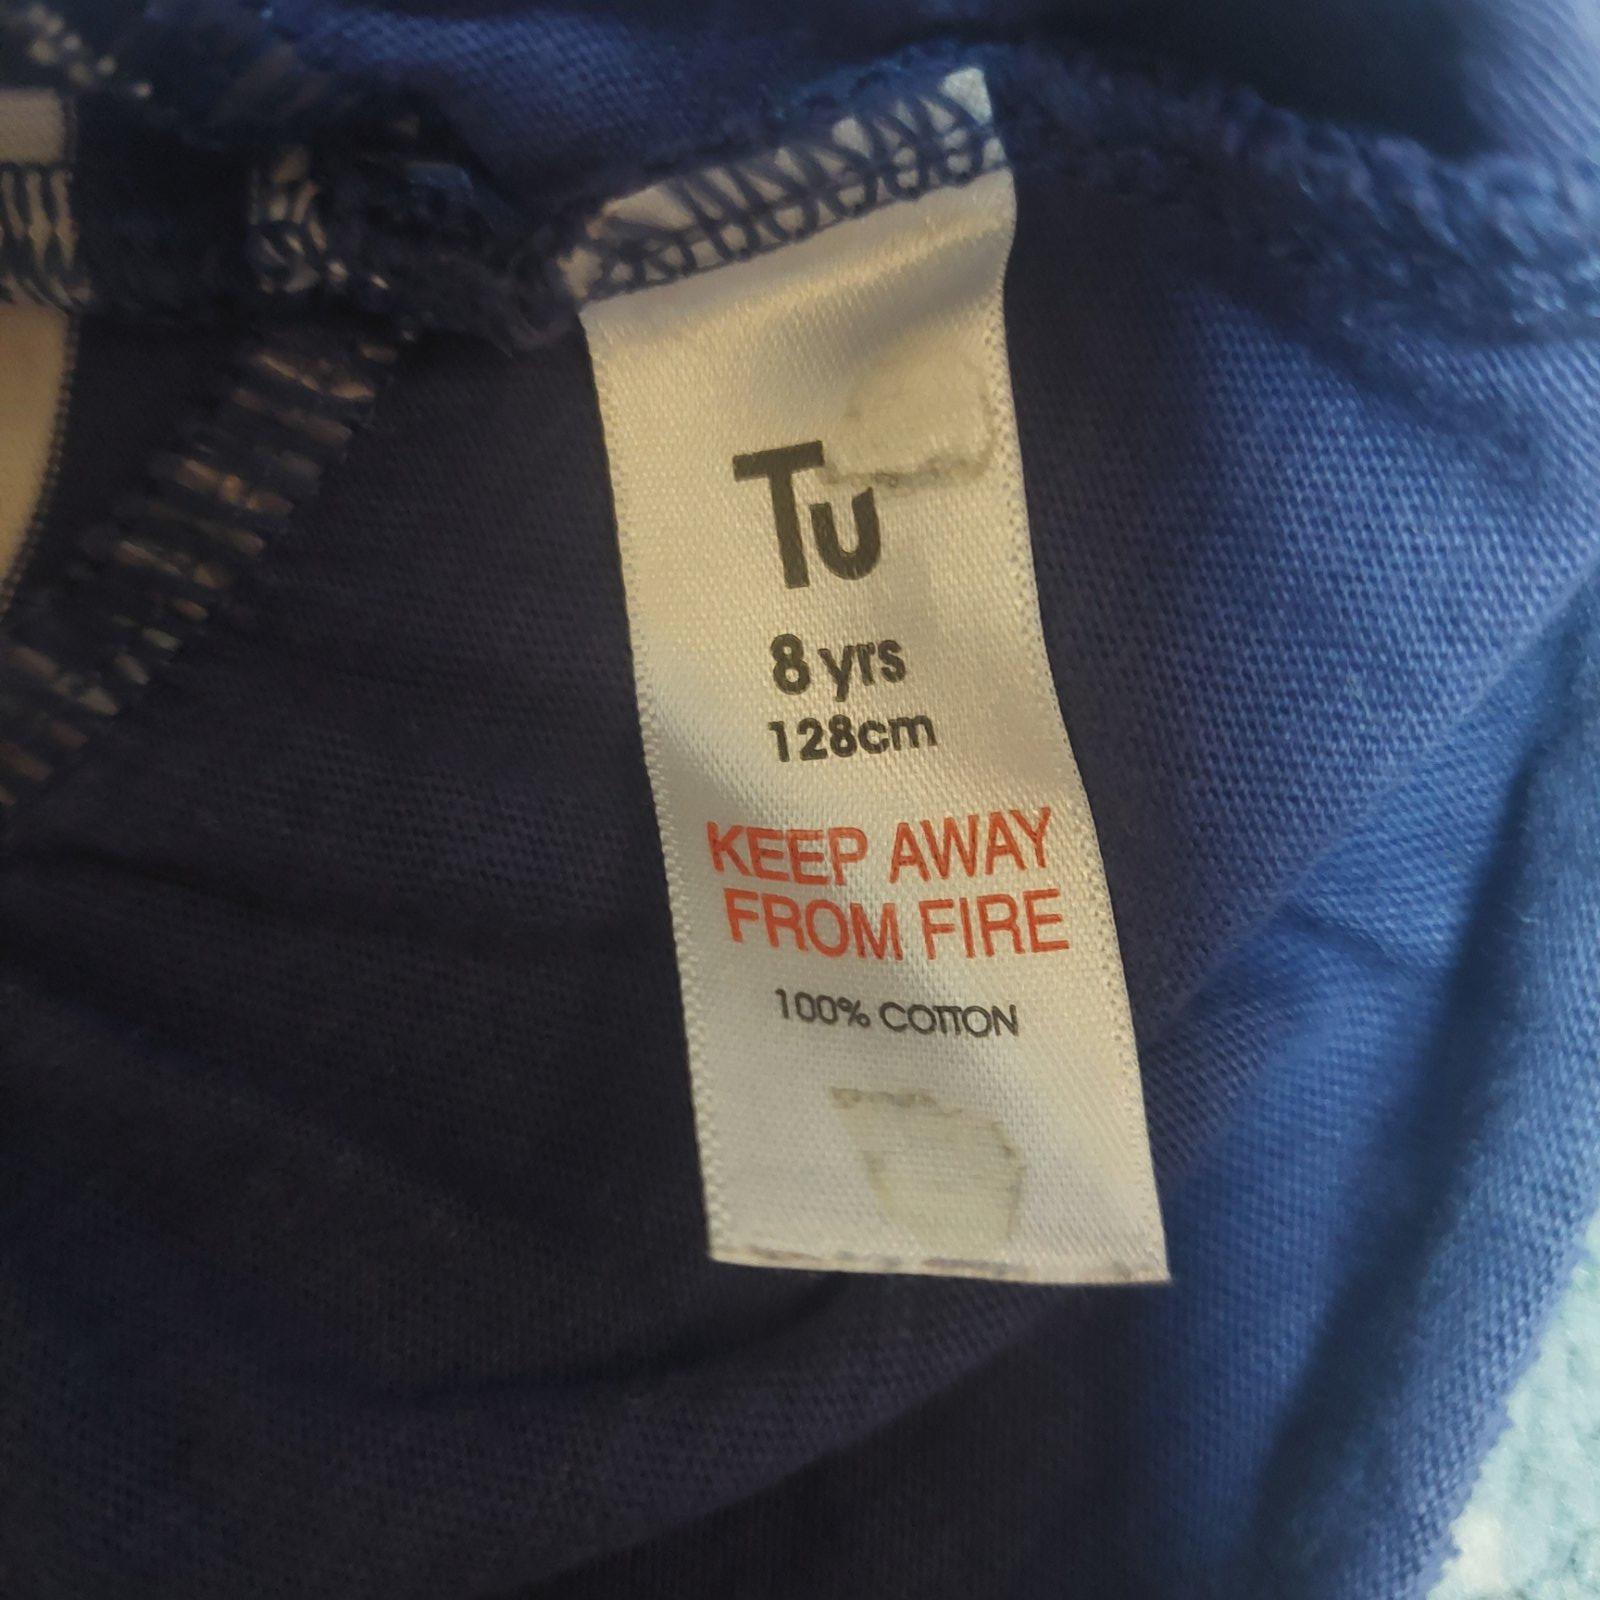 Tu
8 yrs
128cm
KEEP AWAY
FROM FIRE
100% COTTON